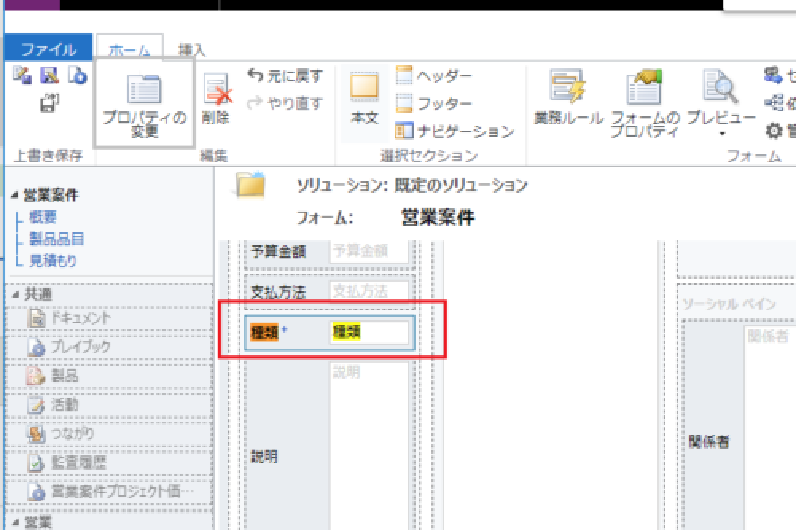 ファイル ホーム 挿入
プロパティの
変更
削除
元に戻す
やり直す
本文
ヘッダー
フッター
ナビゲーション
業務ルール
フォームの
プロパティ
プレビュー
上書き保存 編集 選択セクション フォーム
営業案件
概要
製品品目
見積もり
共通
ドキュメント
プレイブック
製品
活動
つながり
監査履歴
営業案件プロジェクト価…
営業
ソリューション: 既定のソリューション
フォーム: 営業案件
予算金額 予算金額
支払方法 支払方法
種類 + 種類
説明 説明
ソーシャル ペイン
関係者 関係者